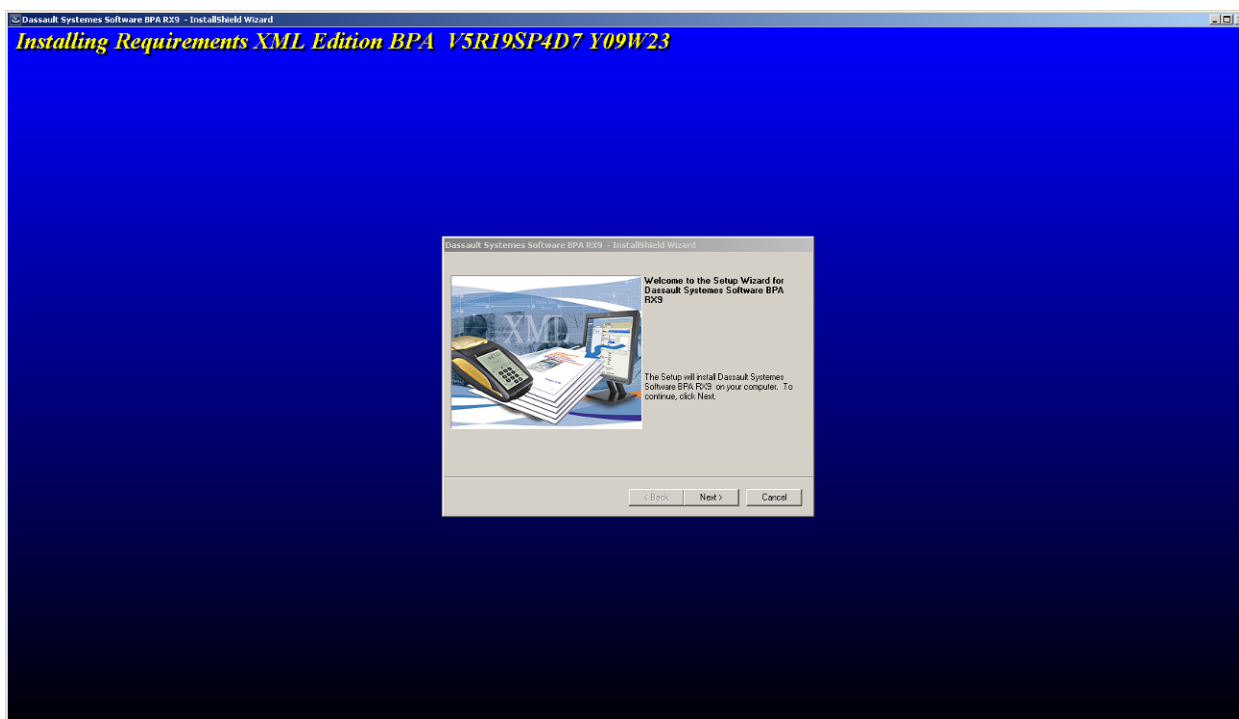 Dassault Systemes Software BPA RX9 - InstallShield Wizard
Installing Requirements XML Edition BPA V5R19SP4D7 Y09W23
Dassault Systemes Software BPA RX9 - InstallShield Wizard
XML
Welcome to the Setup Wizard for
Dassault Systemes Software BPA
RX9
The Setup will install Dassault Systemes
Software BPA RX9 on your computer. To
continue, click Next.
< Back
Next >
Cancel